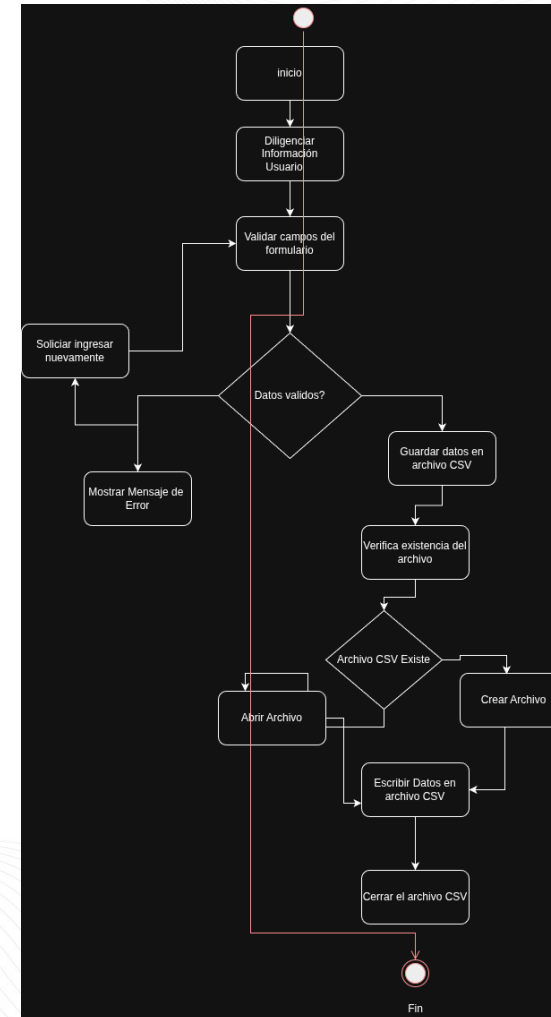 inicio
Diligenciar
Información
Usuario
Validar campos del
formulario
Soliciar ingresar
nuevamente
Datos validos?
Guardar datos en
archivo CSV
Mostrar Mensaje de
Error
Verifica existencia del
archivo
Archivo CSV Existe
Abrir Archivo
Crear Archivo
Escribir Datos en
archivo CSV
Cerrar el archivo CSV
Fin